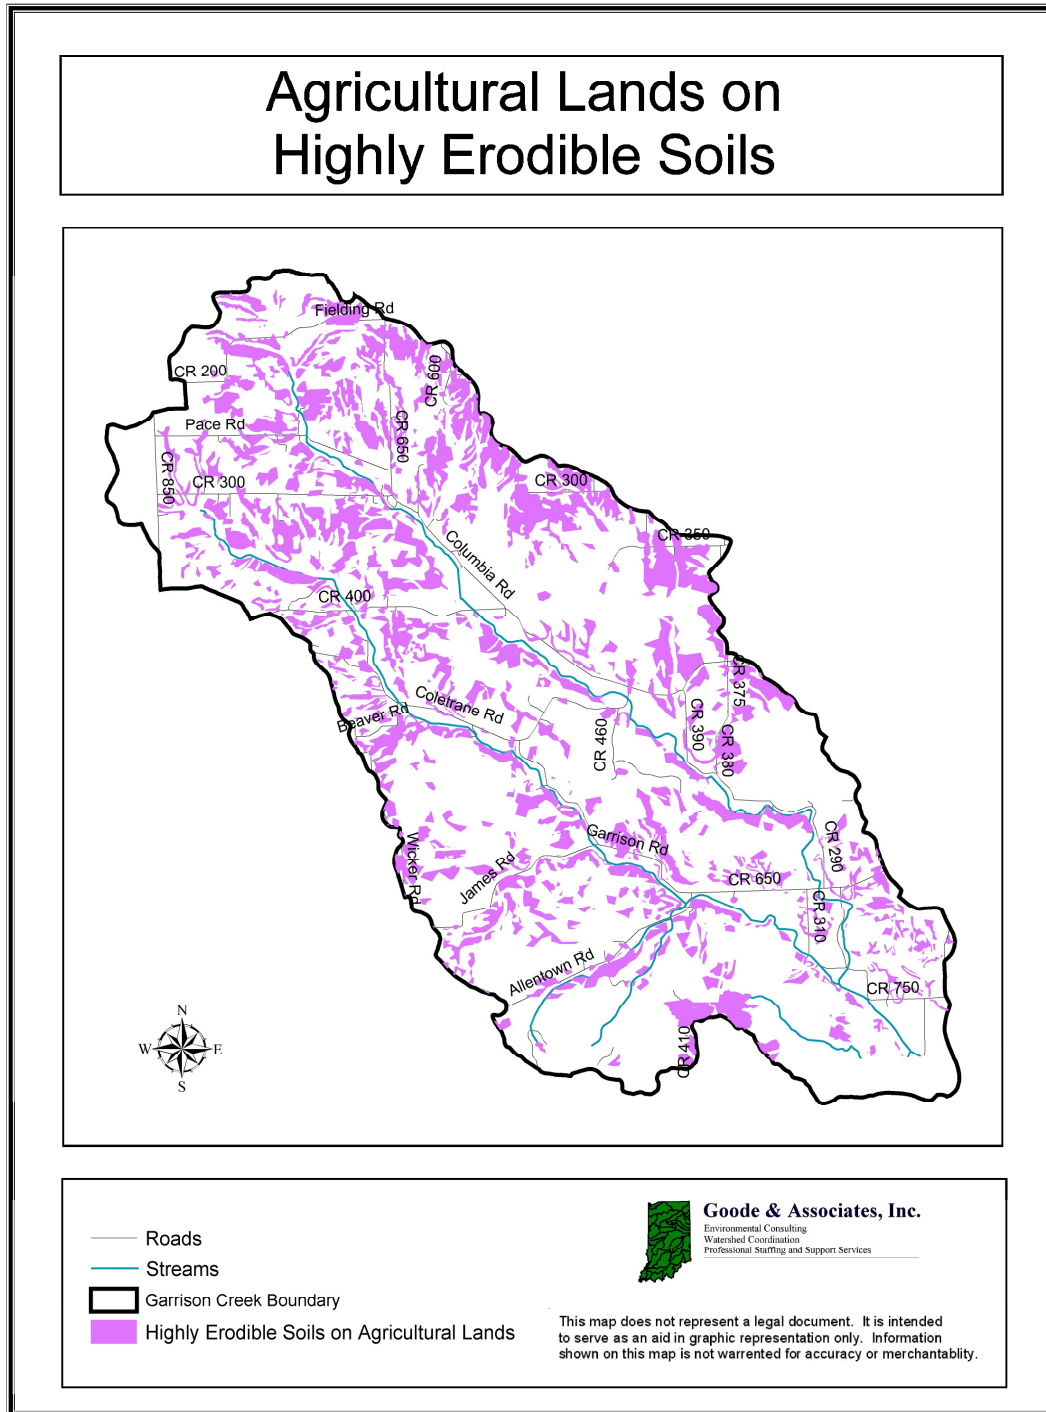 Agricultural Lands on
Highly Erodible Soils
Fielding Rd
CR 200
CR 600
Pace Rd
CR 650
CR 850
CR 300
CR 300
CR 350
Columbia Rd
CR 400
CR 375
Coletrane Rd
Beaver Rd
CR 390
CR 460
CR 380
Garrison Rd
CR 290
Wicker Rd
James Rd
CR 650
CR 310
Allentown Rd
CR 750
CR 410
N
W
E
S
Roads
Streams
Garrison Creek Boundary
Highly Erodible Soils on Agricultural Lands
Goode & Associates, Inc.
Environmental Consulting
Watershed Coordination
Professional Staffing and Support Services
This map does not represent a legal document. It is intended
to serve as an aid in graphic representation only. Information
shown on this map is not warrented for accuracy or merchantablity.